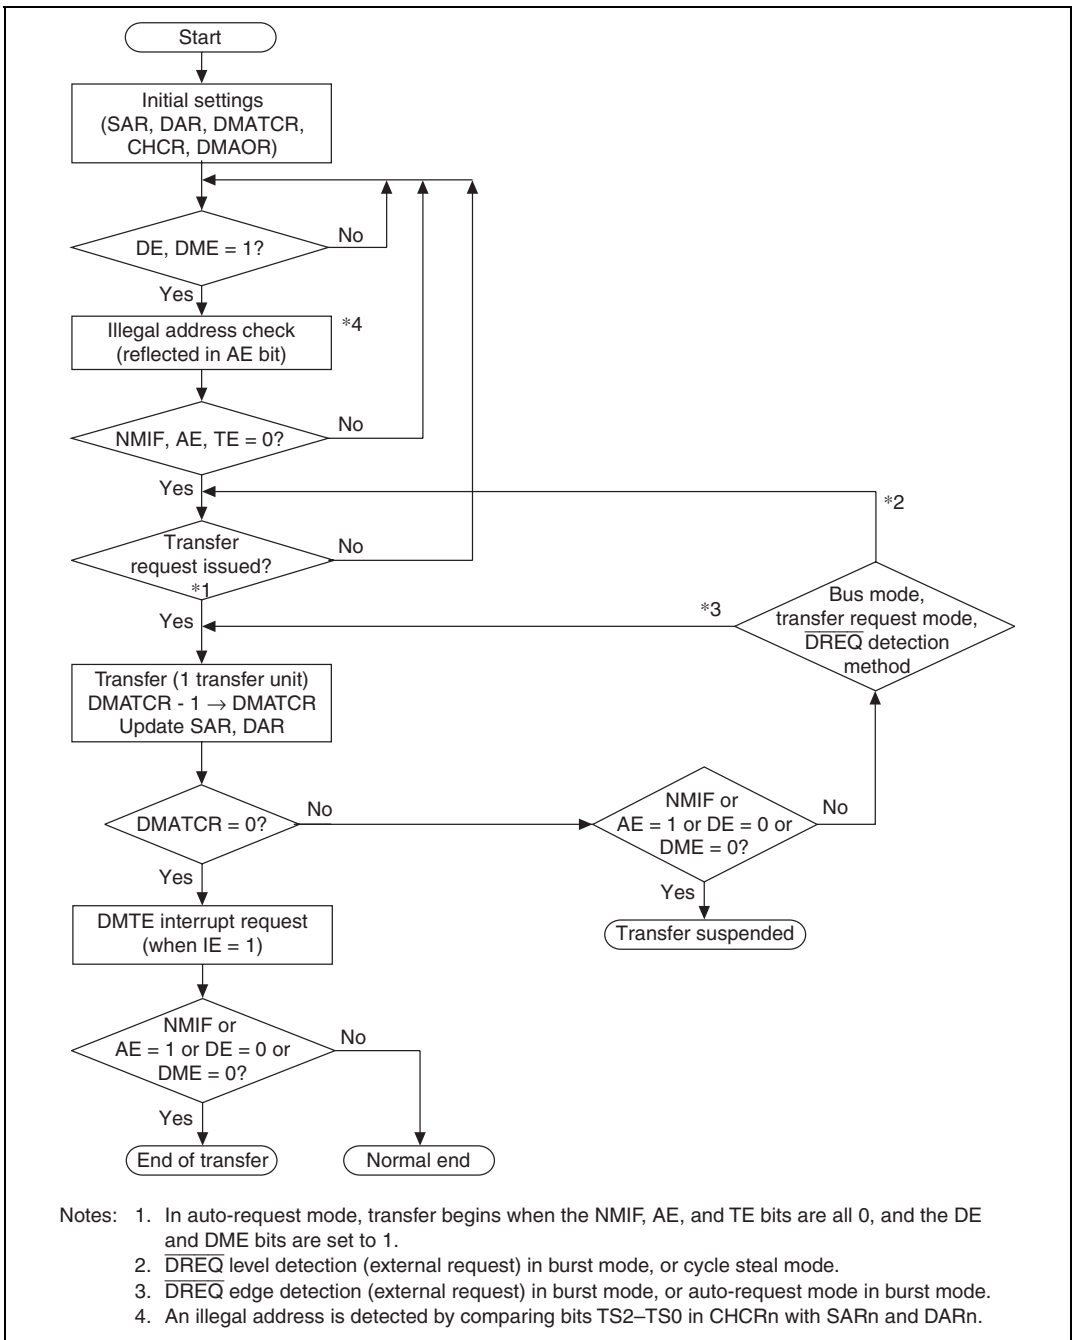 Start
Initial settings
(SAR, DAR, DMATCR,
CHCR, DMAOR)
DE, DME = 1?
No
Yes
Illegal address check
(reflected in AE bit)
*4
NMIF, AE, TE = 0?
No
Yes
*2
Transfer
request issued?
*1
No
Yes
*3
Bus mode,
transfer request mode,
DREQ detection
method
Transfer (1 transfer unit)
DMATCR - 1 → DMATCR
Update SAR, DAR
DMATCR = 0?
No
NMIF or
AE = 1 or DE = 0 or
DME = 0?
No
Yes
Yes
Transfer suspended
DMTE interrupt request
(when IE = 1)
NMIF or
AE = 1 or DE = 0 or
DME = 0?
No
Yes
End of transfer
Normal end
Notes: 1. In auto-request mode, transfer begins when the NMIF, AE, and TE bits are all 0, and the DE
and DME bits are set to 1.
2. DREQ level detection (external request) in burst mode, or cycle steal mode.
3. DREQ edge detection (external request) in burst mode, or auto-request mode in burst mode.
4. An illegal address is detected by comparing bits TS2–TS0 in CHCRn with SARn and DARn.